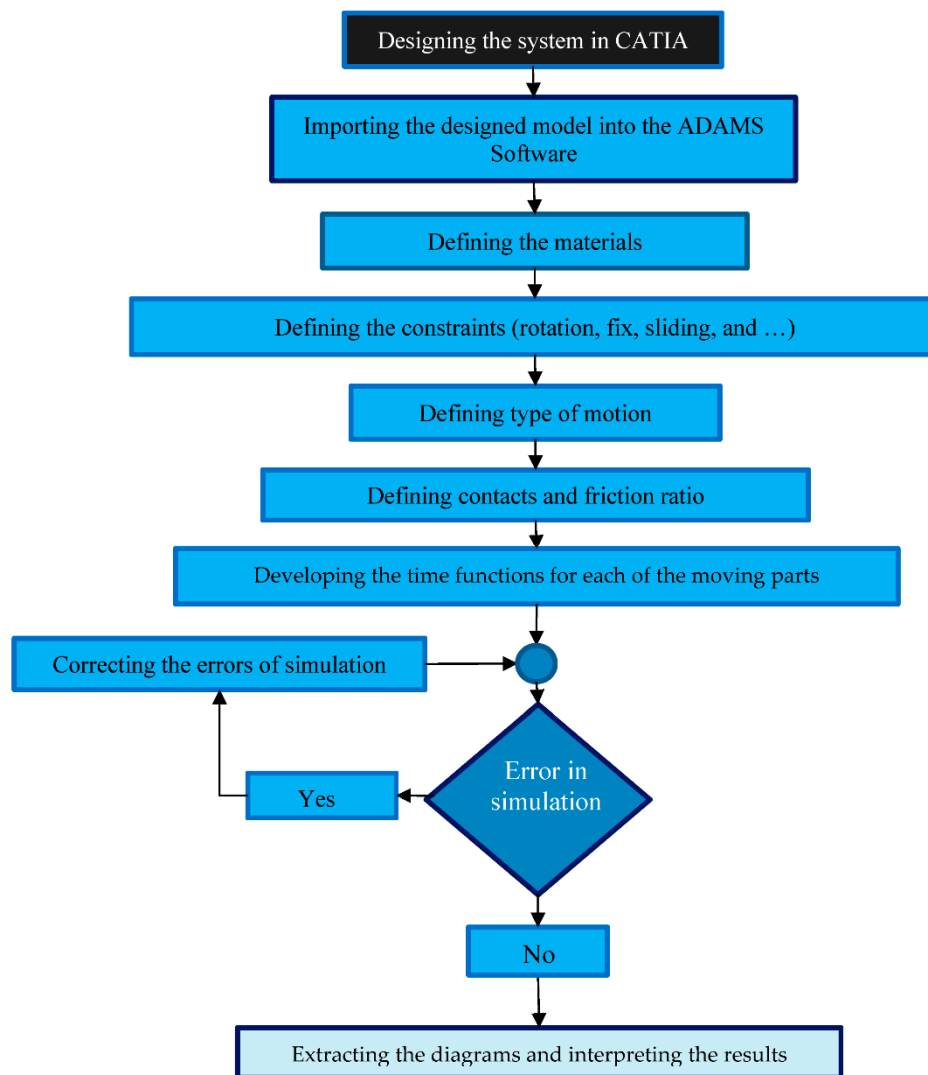 Designing the system in CATIA
Importing the designed model into the ADAMS
Software
Defining the materials
Defining the constraints (rotation, fix, sliding, and …)
Defining type of motion
Defining contacts and friction ratio
Developing the time functions for each of the moving parts
Correcting the errors of simulation
Error in
simulation
Yes
No
Extracting the diagrams and interpreting the results